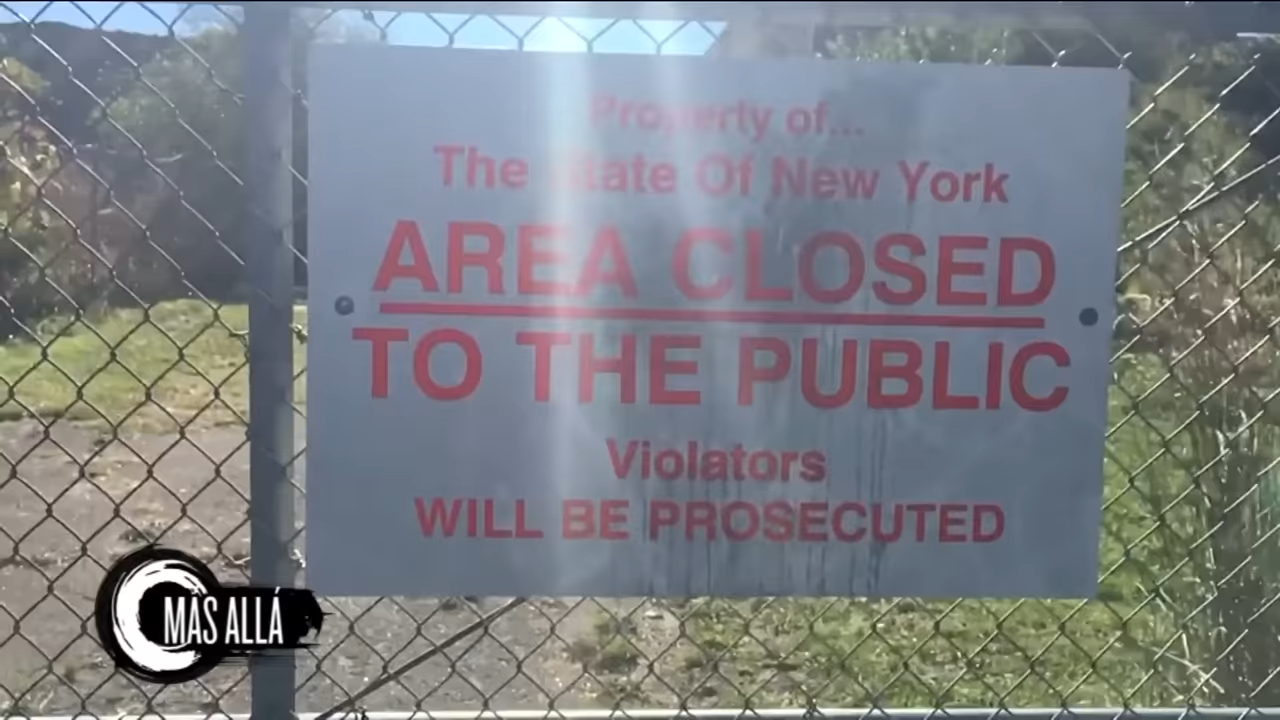 Property of...
The State Of New York
AREA CLOSED
TO THE PUBLIC
Violators
WILL BE PROSECUTED
MÁS ALLÁ